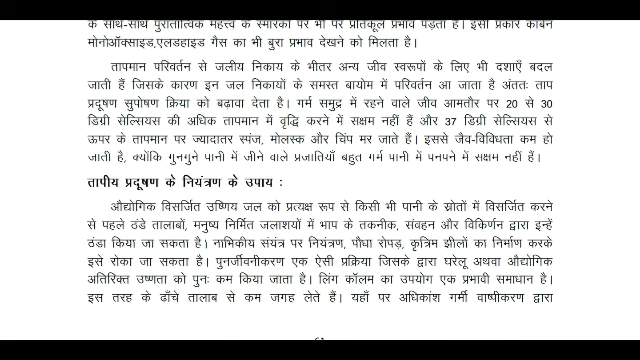 के साथ-साथ पुरातात्विक महत्त्व के स्मारकों पर भी पर प्रतिकूल प्रभाव पड़ता है। इसी प्रकार कार्बन
मोनोऑक्साइड,एलडहाइड गैस का भी बुरा प्रभाव देखने को मिलता है।
तापमान परिवर्तन से जलीय निकाय के भीतर अन्य जीव स्वरूपों के लिए भी दशाएँ बदल
जाती हैं जिसके कारण इन जल निकायों के समस्त बायोम में परिवर्तन आ जाता है अंततः ताप
प्रदूषण सुपोषण क्रिया को बढ़ावा देता है। गर्म समुद्र में रहने वाले जीव आमतौर पर 20 से 30
डिग्री सेल्सियस की अधिक तापमान में वृद्धि करने में सक्षम नहीं हैं और 37 डिग्री सेल्सियस से
ऊपर के तापमान पर ज्यादातर स्पंज, मोलस्क और चिंप मर जाते हैं। इससे जैव-विविधता कम हो
जाती है, क्योंकि गुनगुने पानी में जीने वाले प्रजातियाँ बहुत गर्म पानी में पनपने में सक्षम नहीं हैं।
तापीय प्रदूषण के नियंत्रण के उपाय :
औद्योगिक विसर्जित उष्णिय जल को प्रत्यक्ष रूप से किसी भी पानी के स्रोतों में विसर्जित करने
से पहले ठंडे तालाबों, मनुष्य निर्मित जलाशयों में भाप के तकनीक, संवहन और विकिर्णन द्वारा इन्हें
ठंडा किया जा सकता है। नाभिकीय संयंत्र पर नियंत्रण, पौधा रोपड़, कृत्रिम झीलों का निर्माण करके
इसे रोका जा सकता है। पुनर्जीवनीकरण एक ऐसी प्रक्रिया जिसके द्वारा घरेलू अथवा औद्योगिक
अतिरिक्त उष्णता को पुनः कम किया जाता है। लिंग कॉलम का उपयोग एक प्रभावी समाधान है।
इस तरह के ढाँचे तालाब से कम जगह लेते हैं। यहाँ पर अधिकांश गर्मी वाष्पीकरण द्वारा